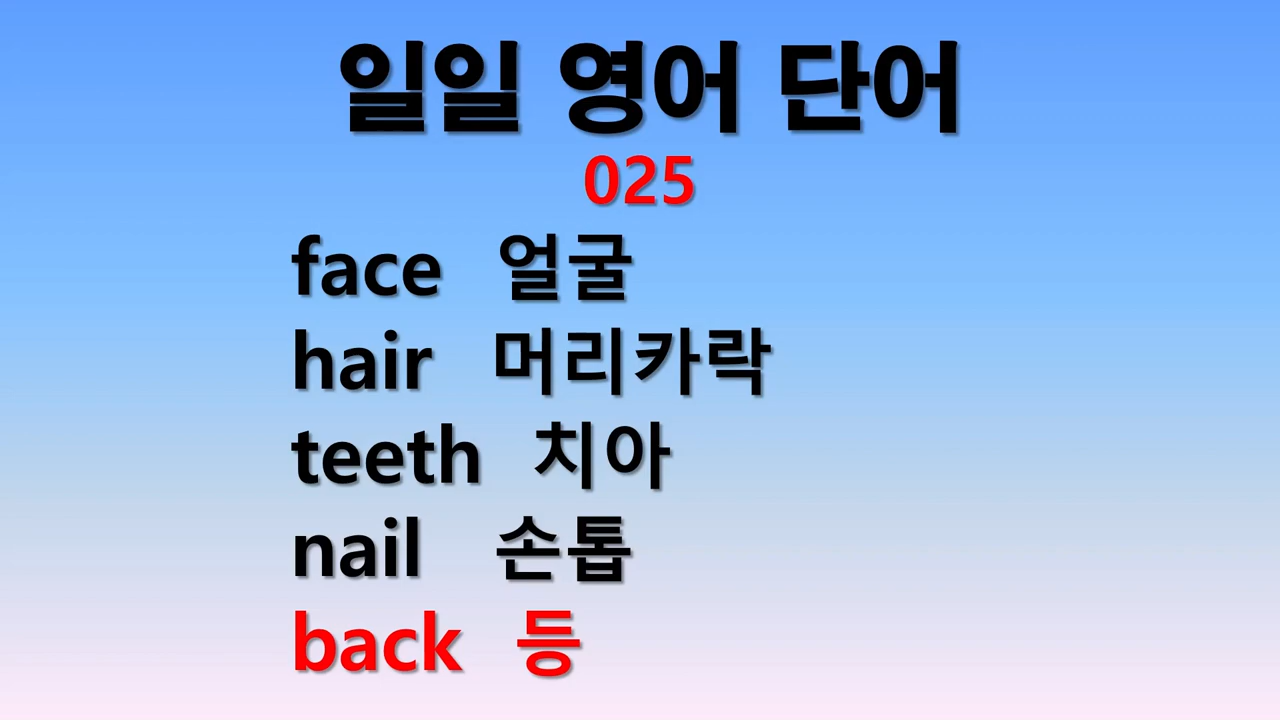 일일 영어 단어
025
face 얼굴
hair 머리카락
teeth 치아
nail 손톱
back 등